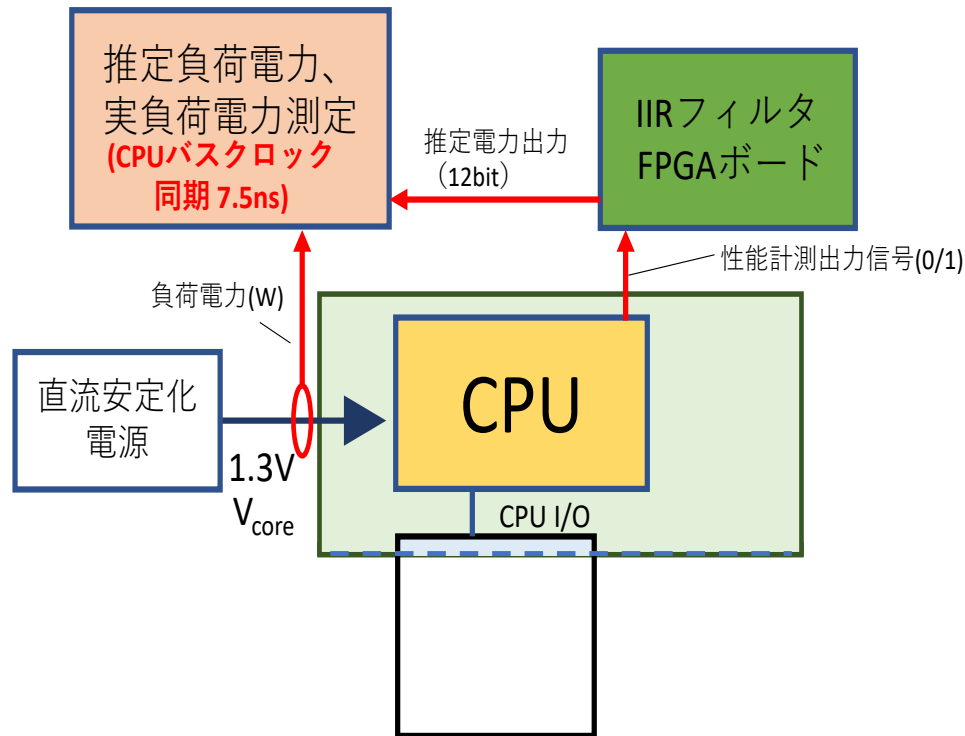 推定負荷電力、
実負荷電力測定
(CPUバスクロック
同期 7.5ns)
IIRフィルタ
FPGAボード
推定電力出力
（12bit）
性能計測出力信号(0/1)
負荷電力(W)
直流安定化
電源
CPU
1.3V
Vcore
CPU I/O